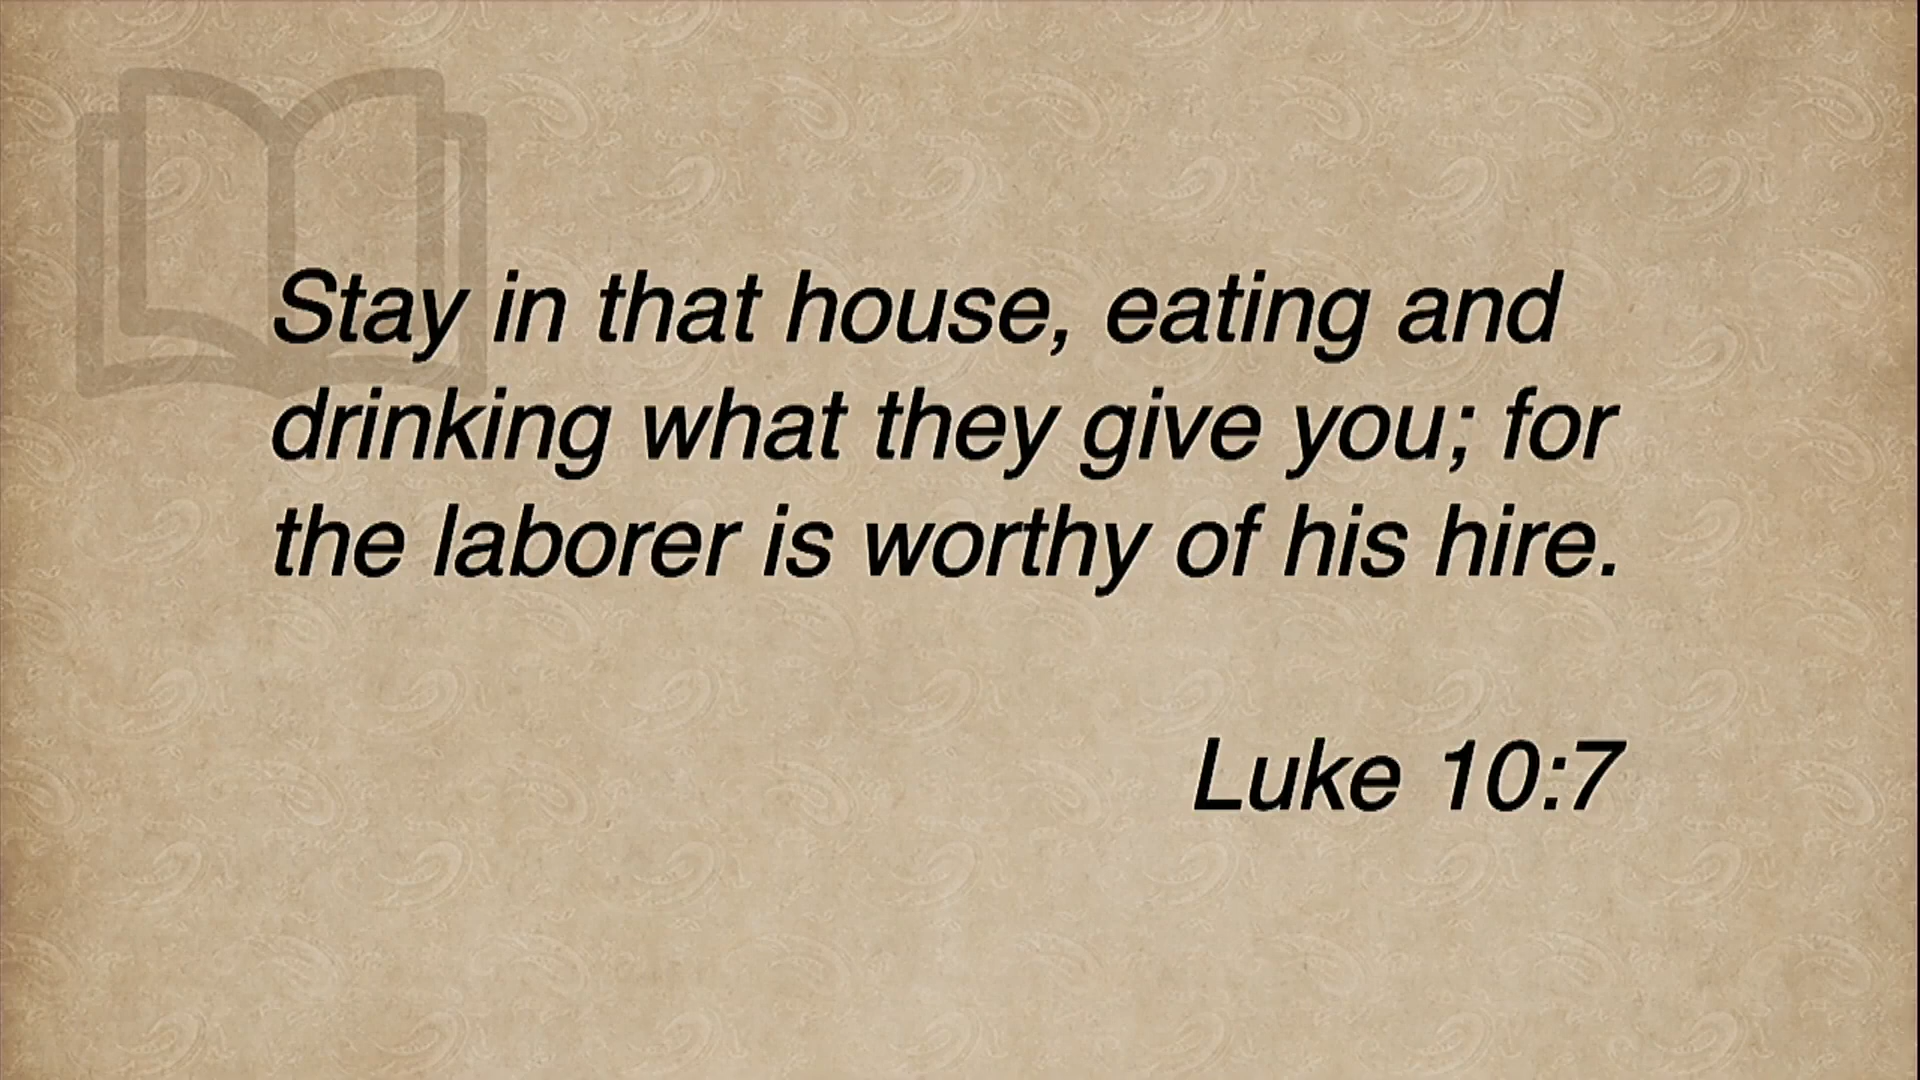 Stay in that house, eating and
drinking what they give you; for
the laborer is worthy of his hire.
Luke 10:7